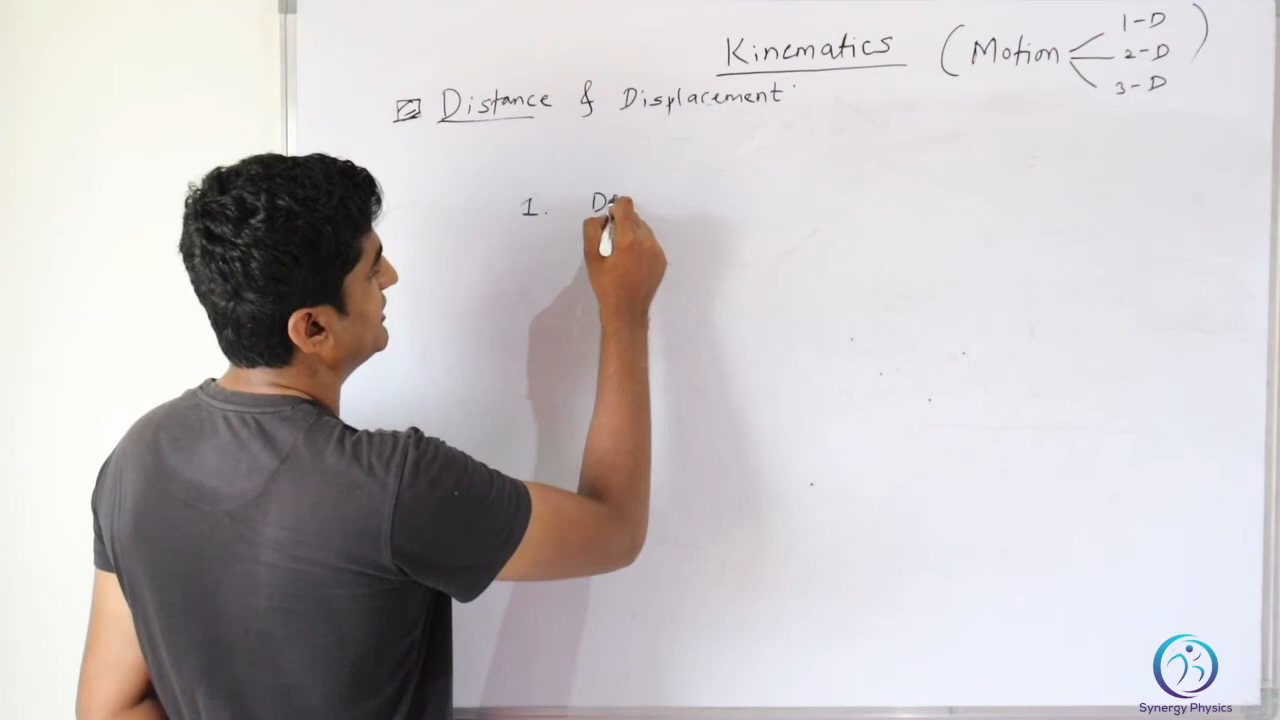 Kinematics (Motion 1-D
2-D
3-D)
Distance & Displacement
1.
Synergy Physics